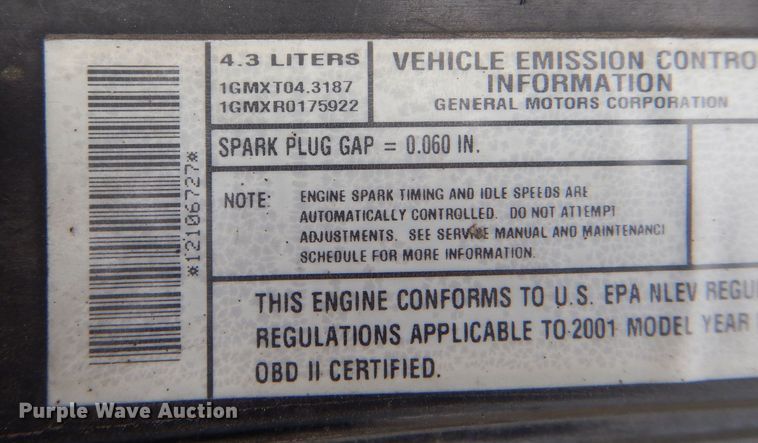 *12106727*
4.3 LITERS
1GMXT04.3187
1GMXR0175922
VEHICLE EMISSION CONTRO
INFORMATION
GENERAL MOTORS CORPORATION
SPARK PLUG GAP = 0.060 IN.
NOTE: ENGINE SPARK TIMING AND IDLE SPEEDS ARE
AUTOMATICALLY CONTROLLED. DO NOT ATTEMPT
ADJUSTMENTS. SEE SERVICE MANUAL AND MAINTENANCE
SCHEDULE FOR MORE INFORMATION.
THIS ENGINE CONFORMS TO U.S. EPA NLEV REGU
REGULATIONS APPLICABLE TO 2001 MODEL YEAR
OBD II CERTIFIED.
Purple Wave Auction